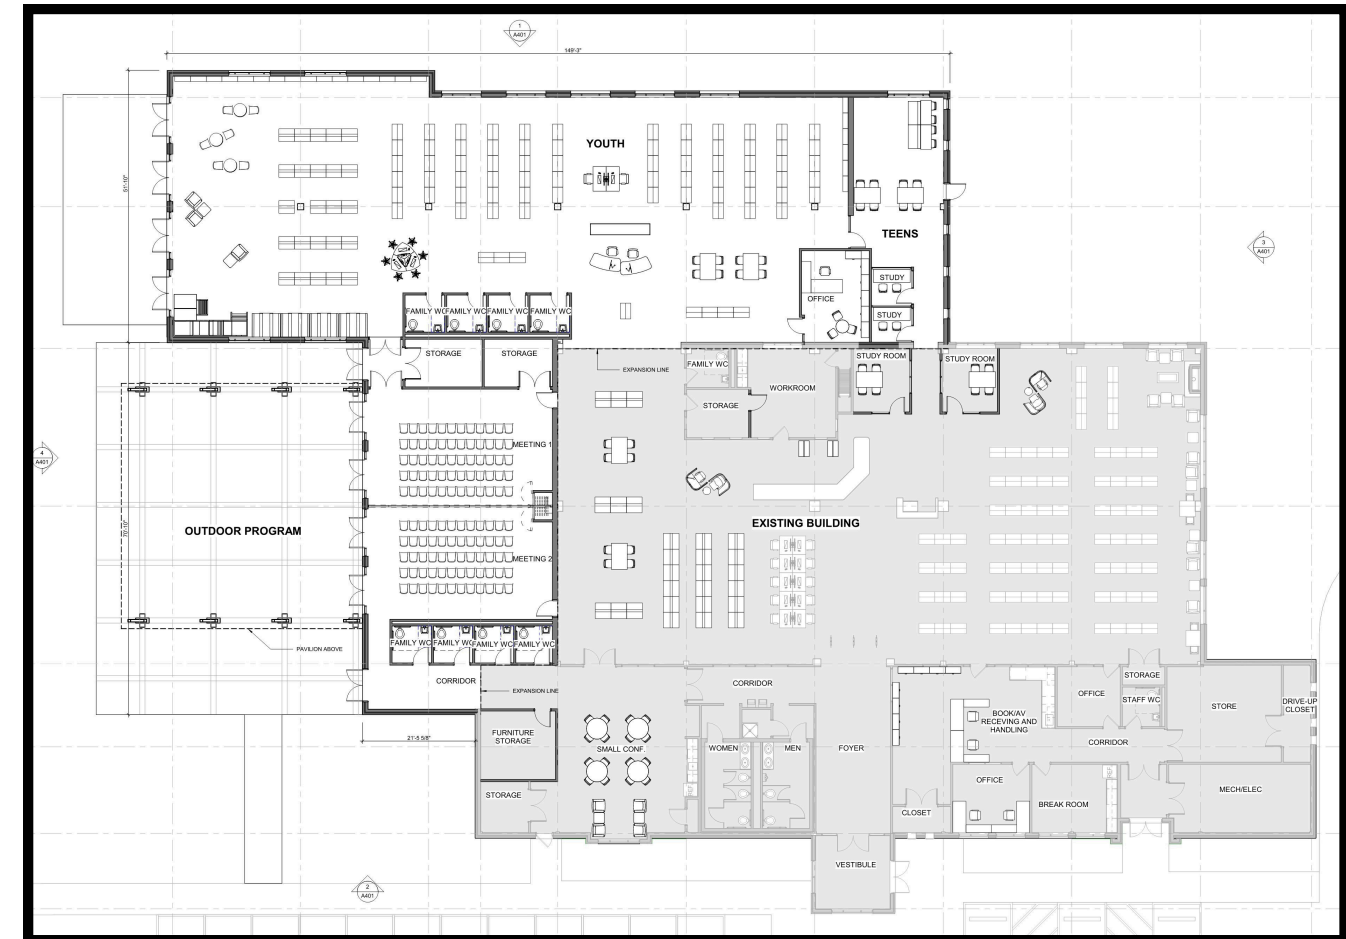 1
A401
149'-3"
51'-10"
YOUTH
TEENS
3
A401
STUDY
OFFICE
STUDY
FAMILY WC
FAMILY WC
FAMILY WC
FAMILY WC
STORAGE
STORAGE
EXPANSION LINE
FAMILY WC
WORKROOM
STUDY ROOM
STUDY ROOM
STORAGE
4
A401
MEETING 1
OUTDOOR PROGRAM
70'-10"
EXISTING BUILDING
MEETING 2
PAVILION ABOVE
FAMILY WC
FAMILY WC
FAMILY WC
FAMILY WC
CORRIDOR
EXPANSION LINE
CORRIDOR
STORAGE
OFFICE
STAFF WC
STORE
DRIVE-UP
CLOSET
BOOK/AV
RECEVING AND
HANDLING
FURNITURE
STORAGE
21'-5 5/8"
SMALL CONF.
WOMEN
MEN
FOYER
CORRIDOR
OFFICE
STORAGE
BREAK ROOM
MECH/ELEC
CLOSET
VESTIBULE
2
A401